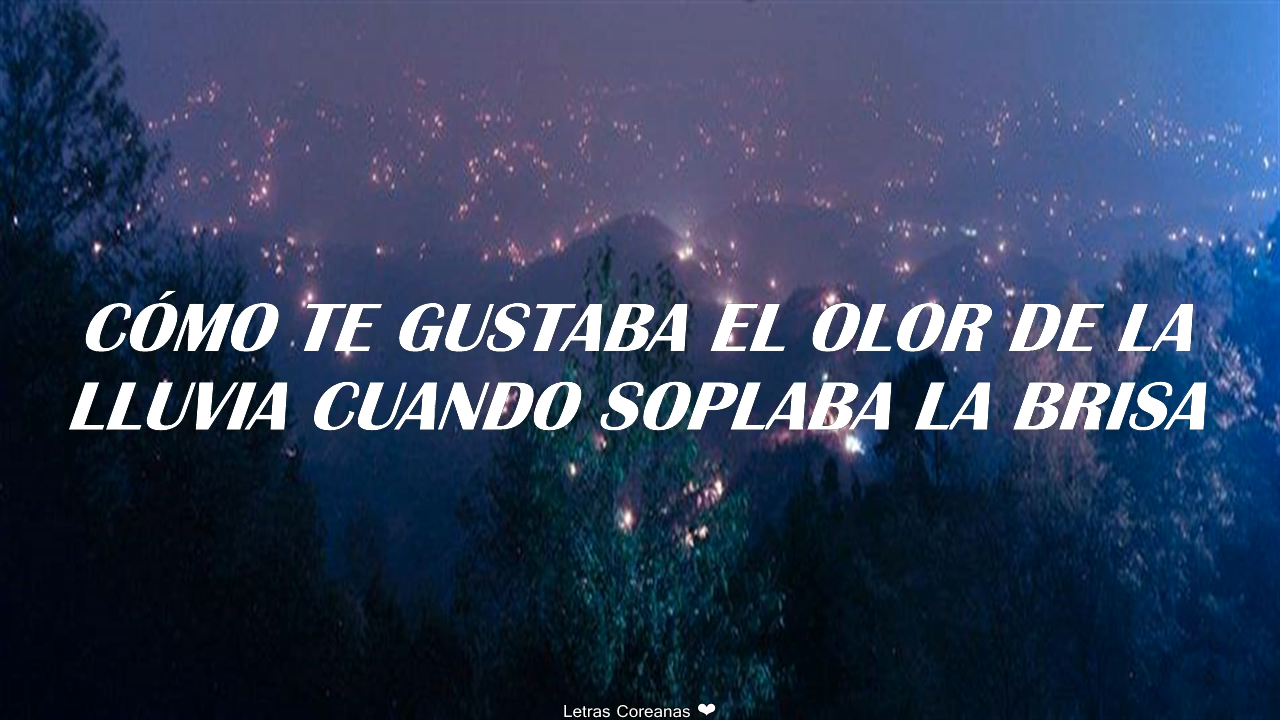 CÓMO TE GUSTABA EL OLOR DE LA
LLUVIA CUANDO SOPLABA LA BRISA
Letras Coreanas ❤